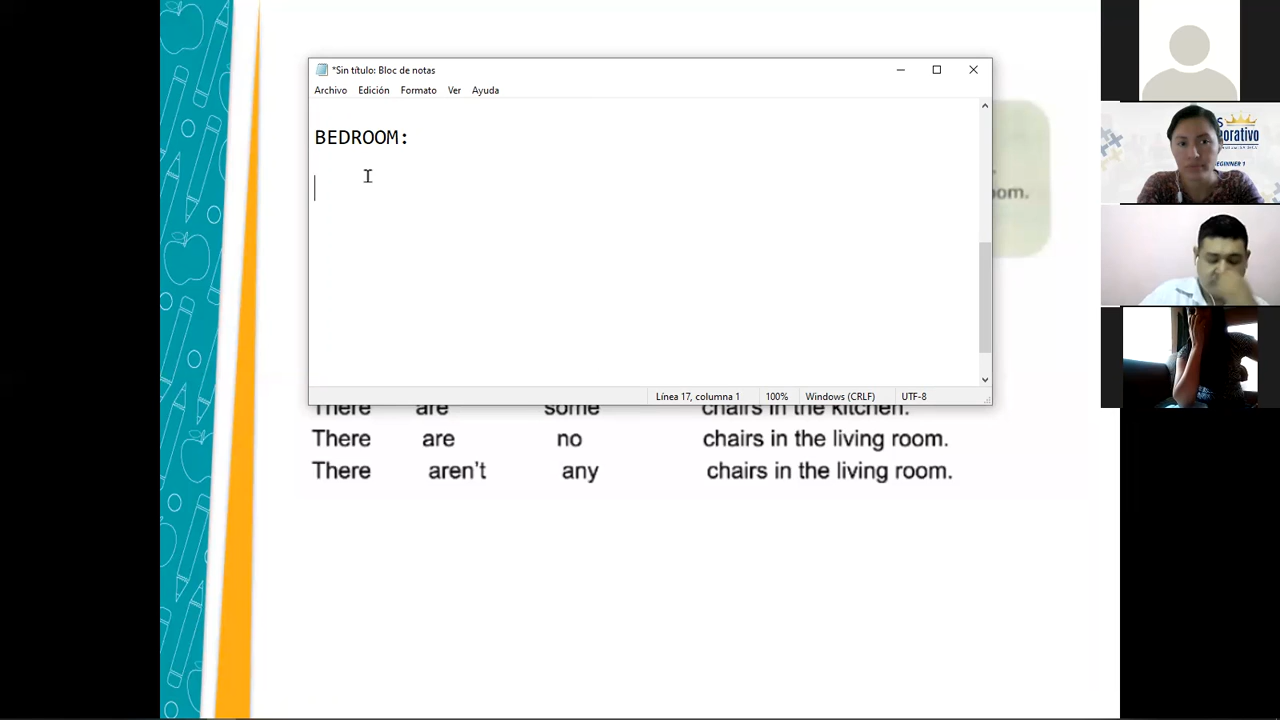 *Sin título: Bloc de notas
Archivo Edición Formato Ver Ayuda
BEDROOM:
Línea 17, columna 1 100% Windows (CRLF) UTF-8
There are some chairs in the kitchen.
There are no chairs in the living room.
There aren't any chairs in the living room.
BEGINNER 1